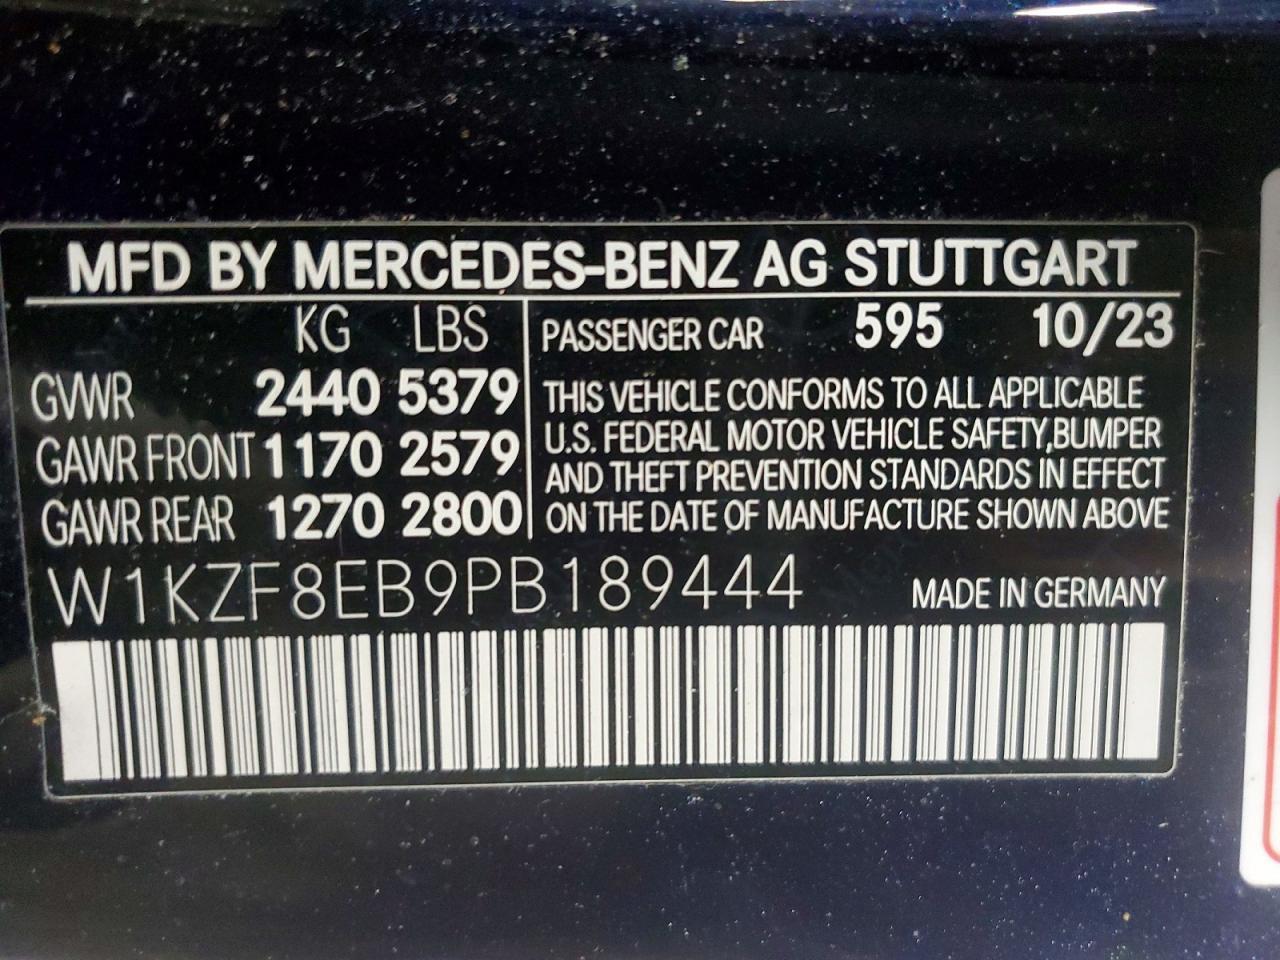 MFD BY MERCEDES-BENZ AG STUTTGART
KG LBS
GVWR 2440 5379
GAWR FRONT 1170 2579
GAWR REAR 1270 2800
PASSENGER CAR 595 10/23
THIS VEHICLE CONFORMS TO ALL APPLICABLE
U.S. FEDERAL MOTOR VEHICLE SAFETY,BUMPER
AND THEFT PREVENTION STANDARDS IN EFFECT
ON THE DATE OF MANUFACTURE SHOWN ABOVE
W1KZF8EB9PB189444 MADE IN GERMANY